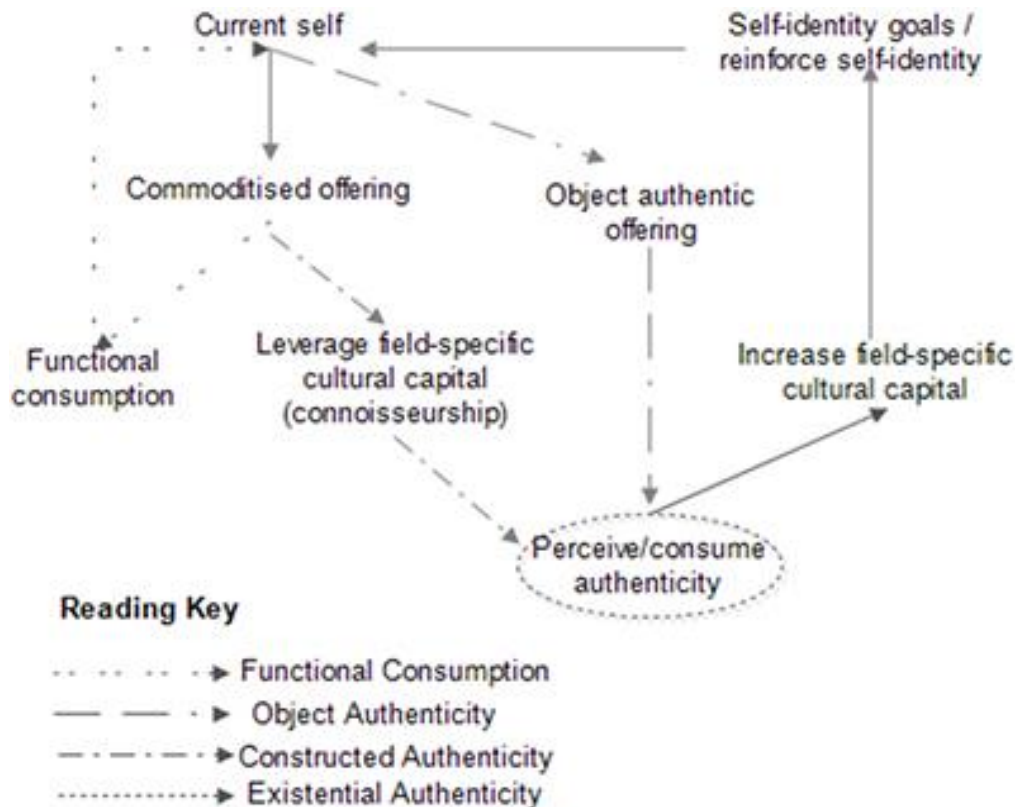 Current self
Self-identity goals /
reinforce self-identity
Commoditised offering
Object authentic
offering
Functional
consumption
Leverage field-specific
cultural capital
(connoisseurship)
Increase field-specific
cultural capital
Perceive/consume
authenticity
Reading Key
Functional Consumption
Object Authenticity
Constructed Authenticity
Existential Authenticity